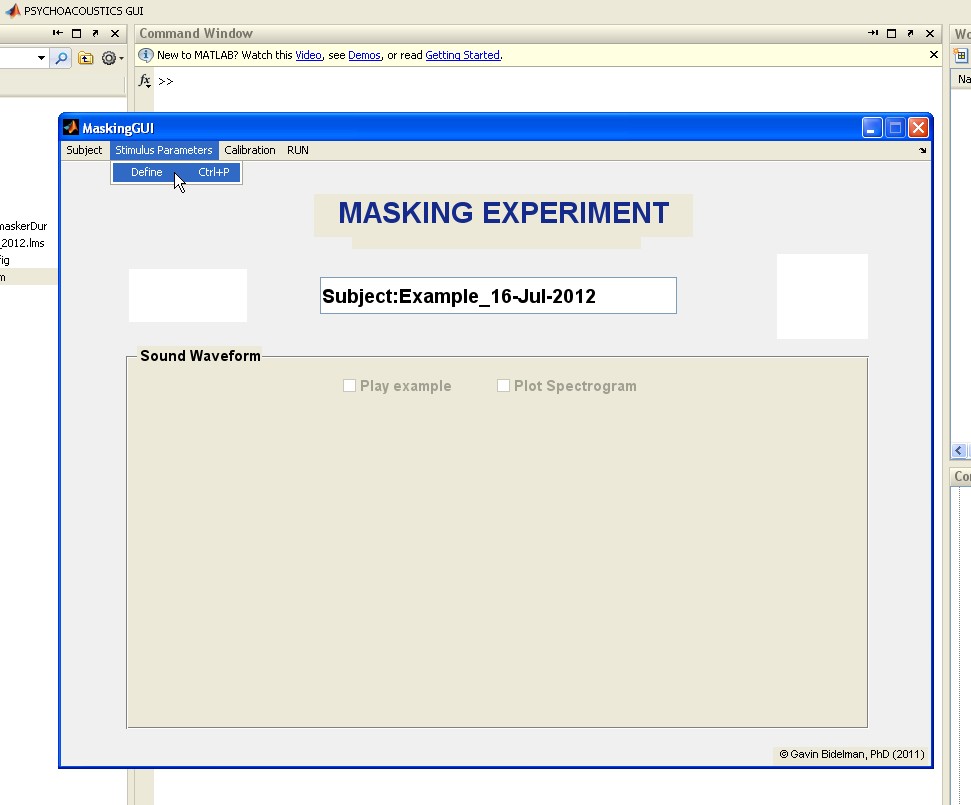 PSYCHOACOUSTICS GUI
Command Window
New to MATLAB? Watch this Video, see Demos, or read Getting Started.
fx >>
MaskingGUI
Subject Stimulus Parameters Calibration RUN
Define Ctrl+P
MASKING EXPERIMENT
Subject:Example_16-Jul-2012
Sound Waveform
Play example Plot Spectrogram
© Gavin Bidelman, PhD (2011)
maskerDur
_2012.lms
fig
m
Wo
Na
Co